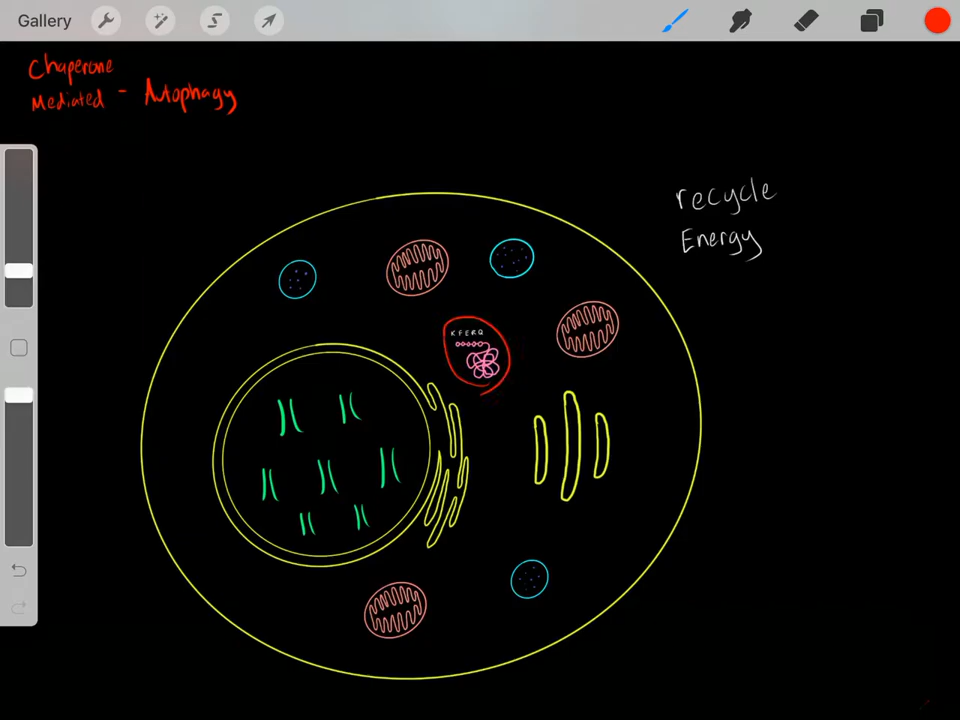 Gallery
Chaperone
Mediated - Autophagy
recycle
Energy
KFERQ